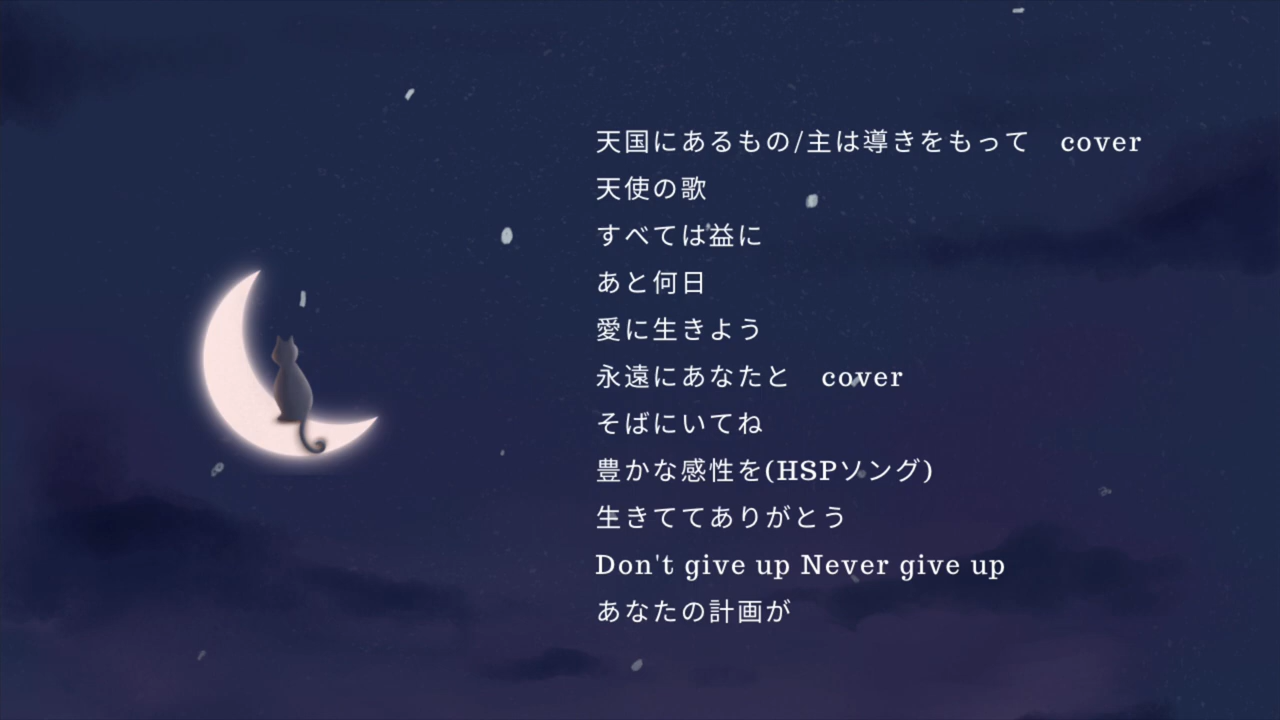 天国にあるもの/主は導きをもって　cover
天使の歌
すべては益に
あと何日
愛に生きよう
永遠にあなたと　cover
そばにいてね
豊かな感性を(HSPソング)
生きててありがとう
Don't give up Never give up
あなたの計画が